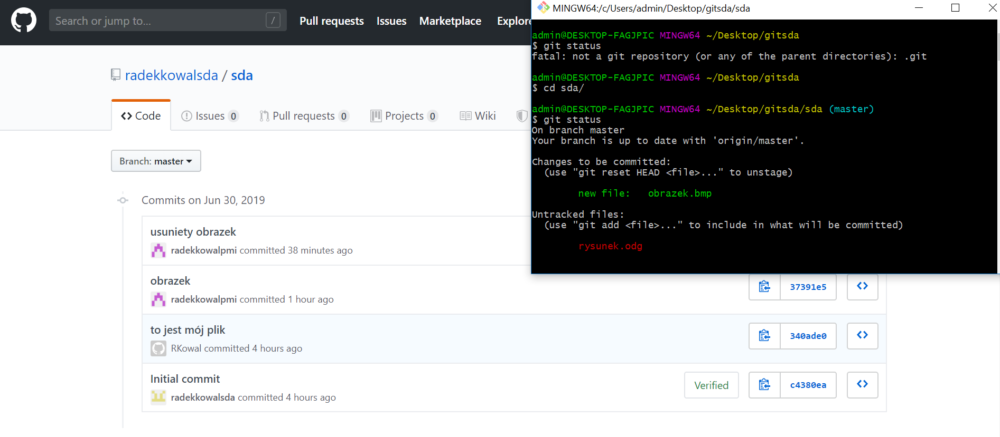 Search or jump to... /
Pull requests Issues Marketplace Explore
radekkowalsda / sda
Code Issues 0 Pull requests 0 Projects 0 Wiki
Branch: master
Commits on Jun 30, 2019
usuniety obrazek
radekkowalpmi committed 38 minutes ago
obrazek
radekkowalpmi committed 1 hour ago
37391e5
to jest mój plik
RKowal committed 4 hours ago
340ade0
Initial commit
radekkowalsda committed 4 hours ago
Verified c4380ea
MINGW64:/c/Users/admin/Desktop/gitsda/sda
admin@DESKTOP-FAGJPIC MINGW64 ~/Desktop/gitsda
$ git status
fatal: not a git repository (or any of the parent directories): .git
admin@DESKTOP-FAGJPIC MINGW64 ~/Desktop/gitsda
$ cd sda/
admin@DESKTOP-FAGJPIC MINGW64 ~/Desktop/gitsda/sda (master)
$ git status
On branch master
Your branch is up to date with 'origin/master'.
Changes to be committed:
(use "git reset HEAD <file>..." to unstage)
new file: obrazek.bmp
Untracked files:
(use "git add <file>..." to include in what will be committed)
rysunek.odg